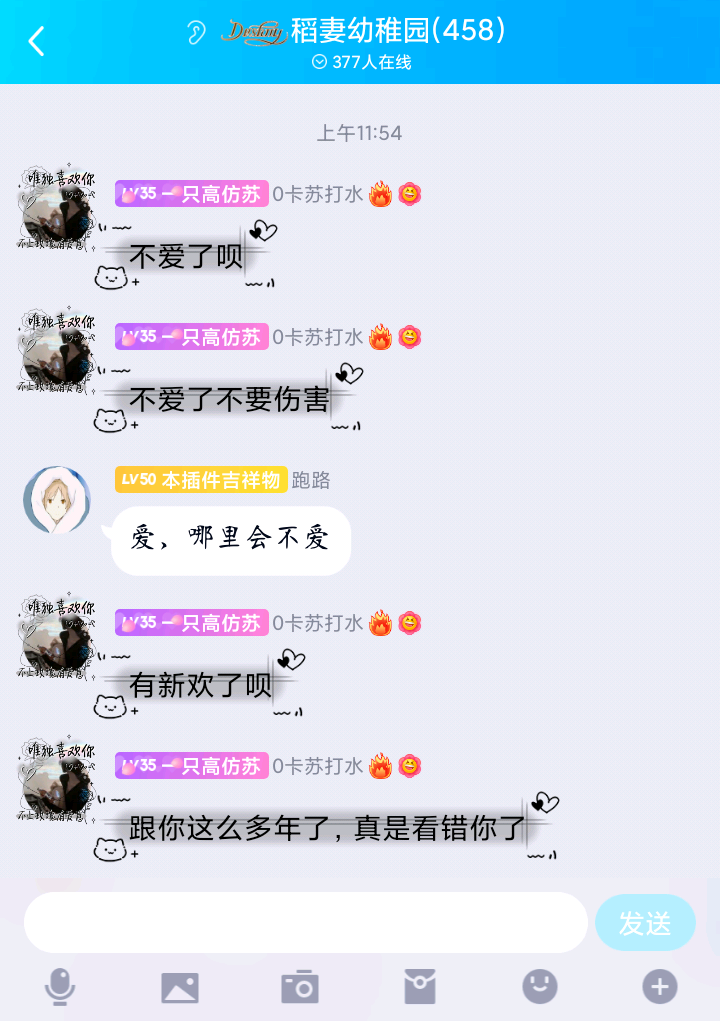 Destiny 稻妻幼稚园(458)
377人在线
上午11:54
唯独喜欢你
LV35 一只高仿苏 0卡苏打水
不爱了呗
唯独喜欢你
LV35 一只高仿苏 0卡苏打水
不爱了不要伤害
LV50 本插件吉祥物 跑路
爱，哪里会不爱
唯独喜欢你
LV35 一只高仿苏 0卡苏打水
有新欢了呗
唯独喜欢你
LV35 一只高仿苏 0卡苏打水
跟你这么多年了，真是看错你了
发送